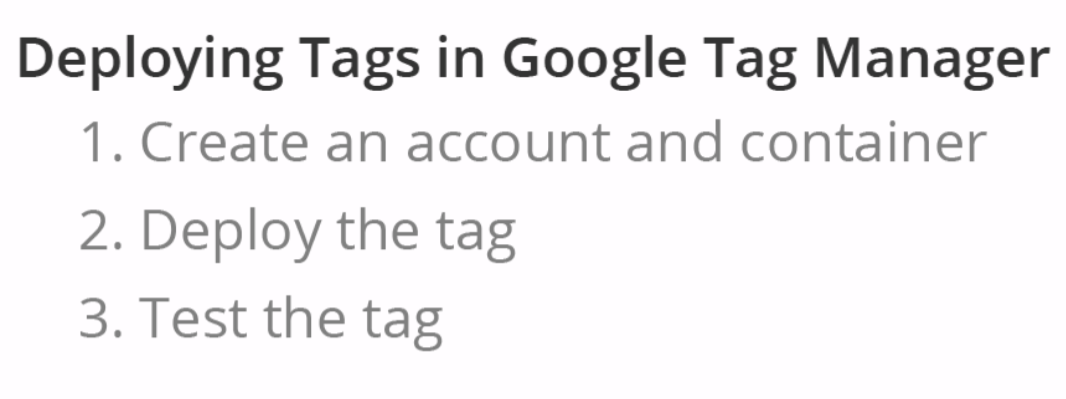 Deploying Tags in Google Tag Manager
1. Create an account and container
2. Deploy the tag
3. Test the tag